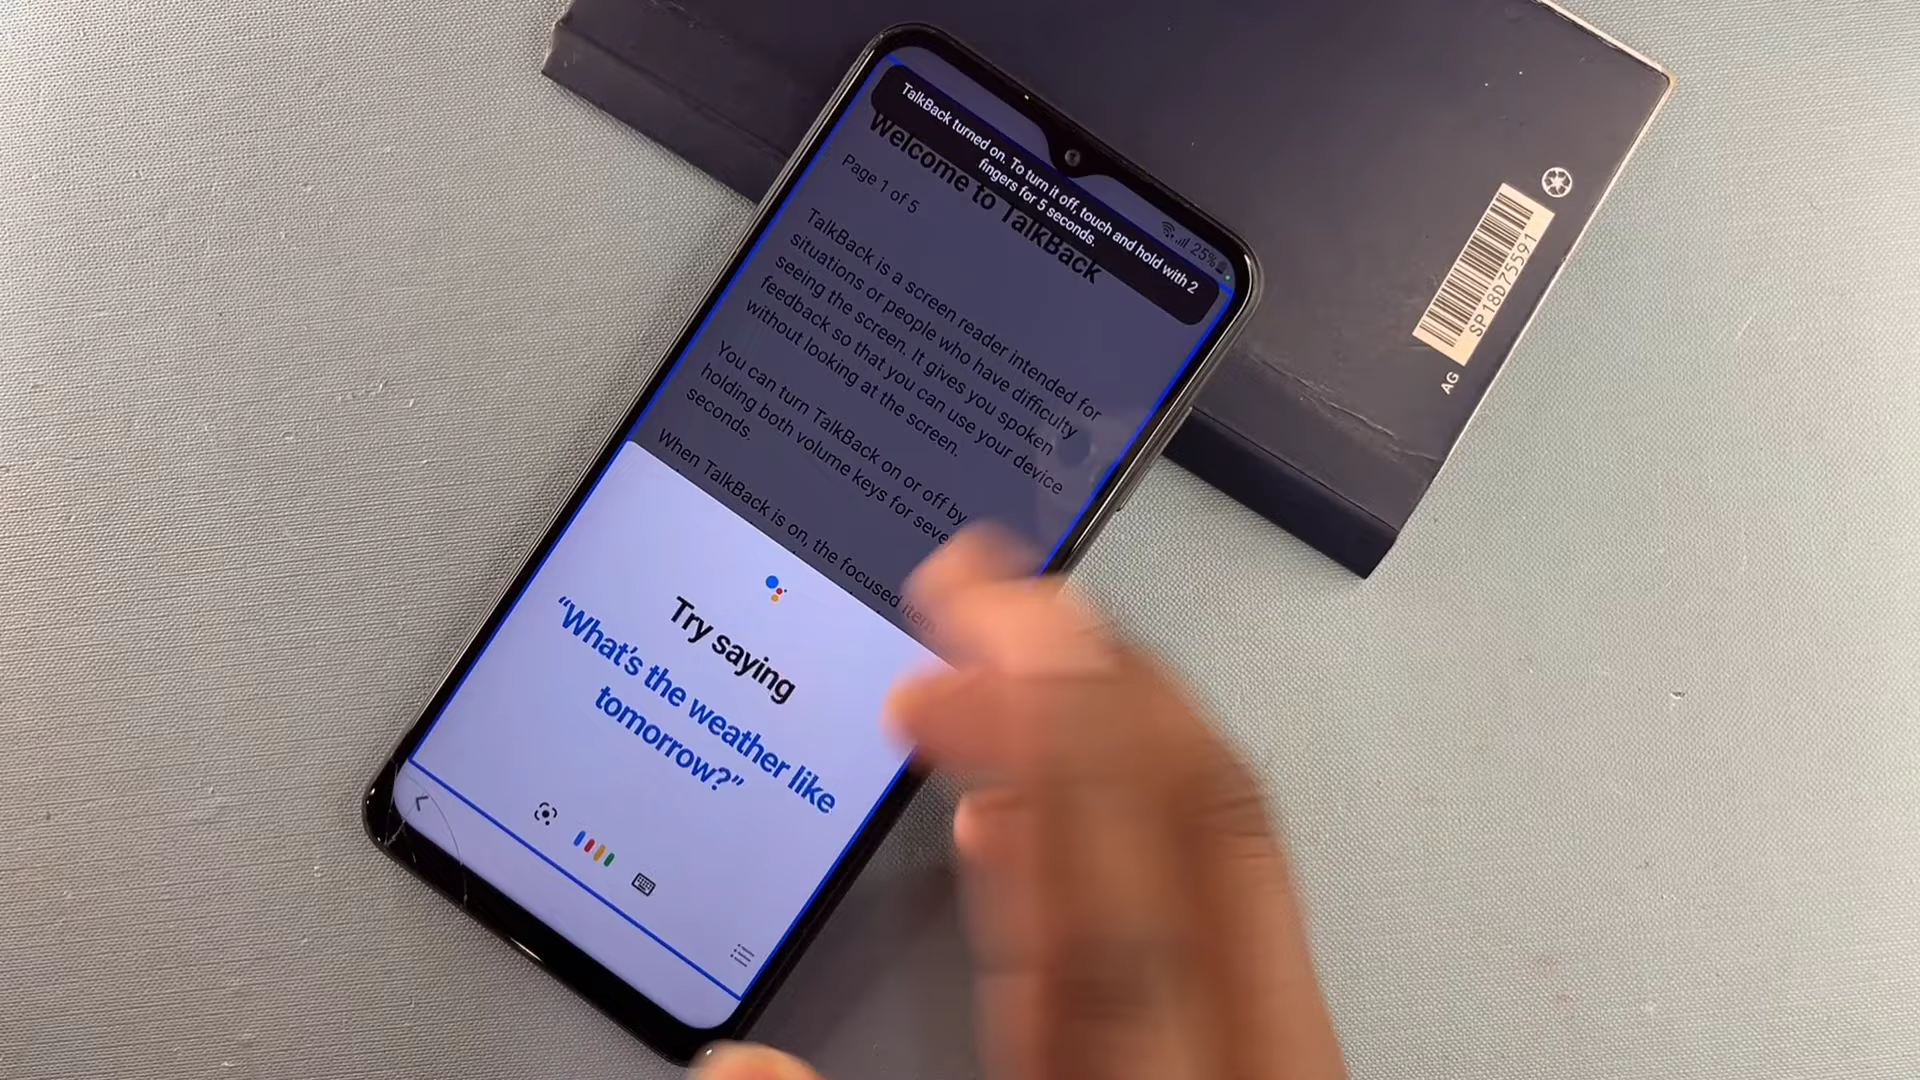 TalkBack turned on. To turn it off, touch and hold with 2
fingers for 5 seconds.
25%
Welcome to TalkBack
Page 1 of 5
TalkBack is a screen reader intended for
situations or people who have difficulty
seeing the screen. It gives you spoken
feedback so that you can use your device
without looking at the screen.
You can turn TalkBack on or off by
holding both volume keys for
seconds.
When TalkBack is on, the focused item
Try saying
“What's the weather like
tomorrow?”
SP18D75591
AG